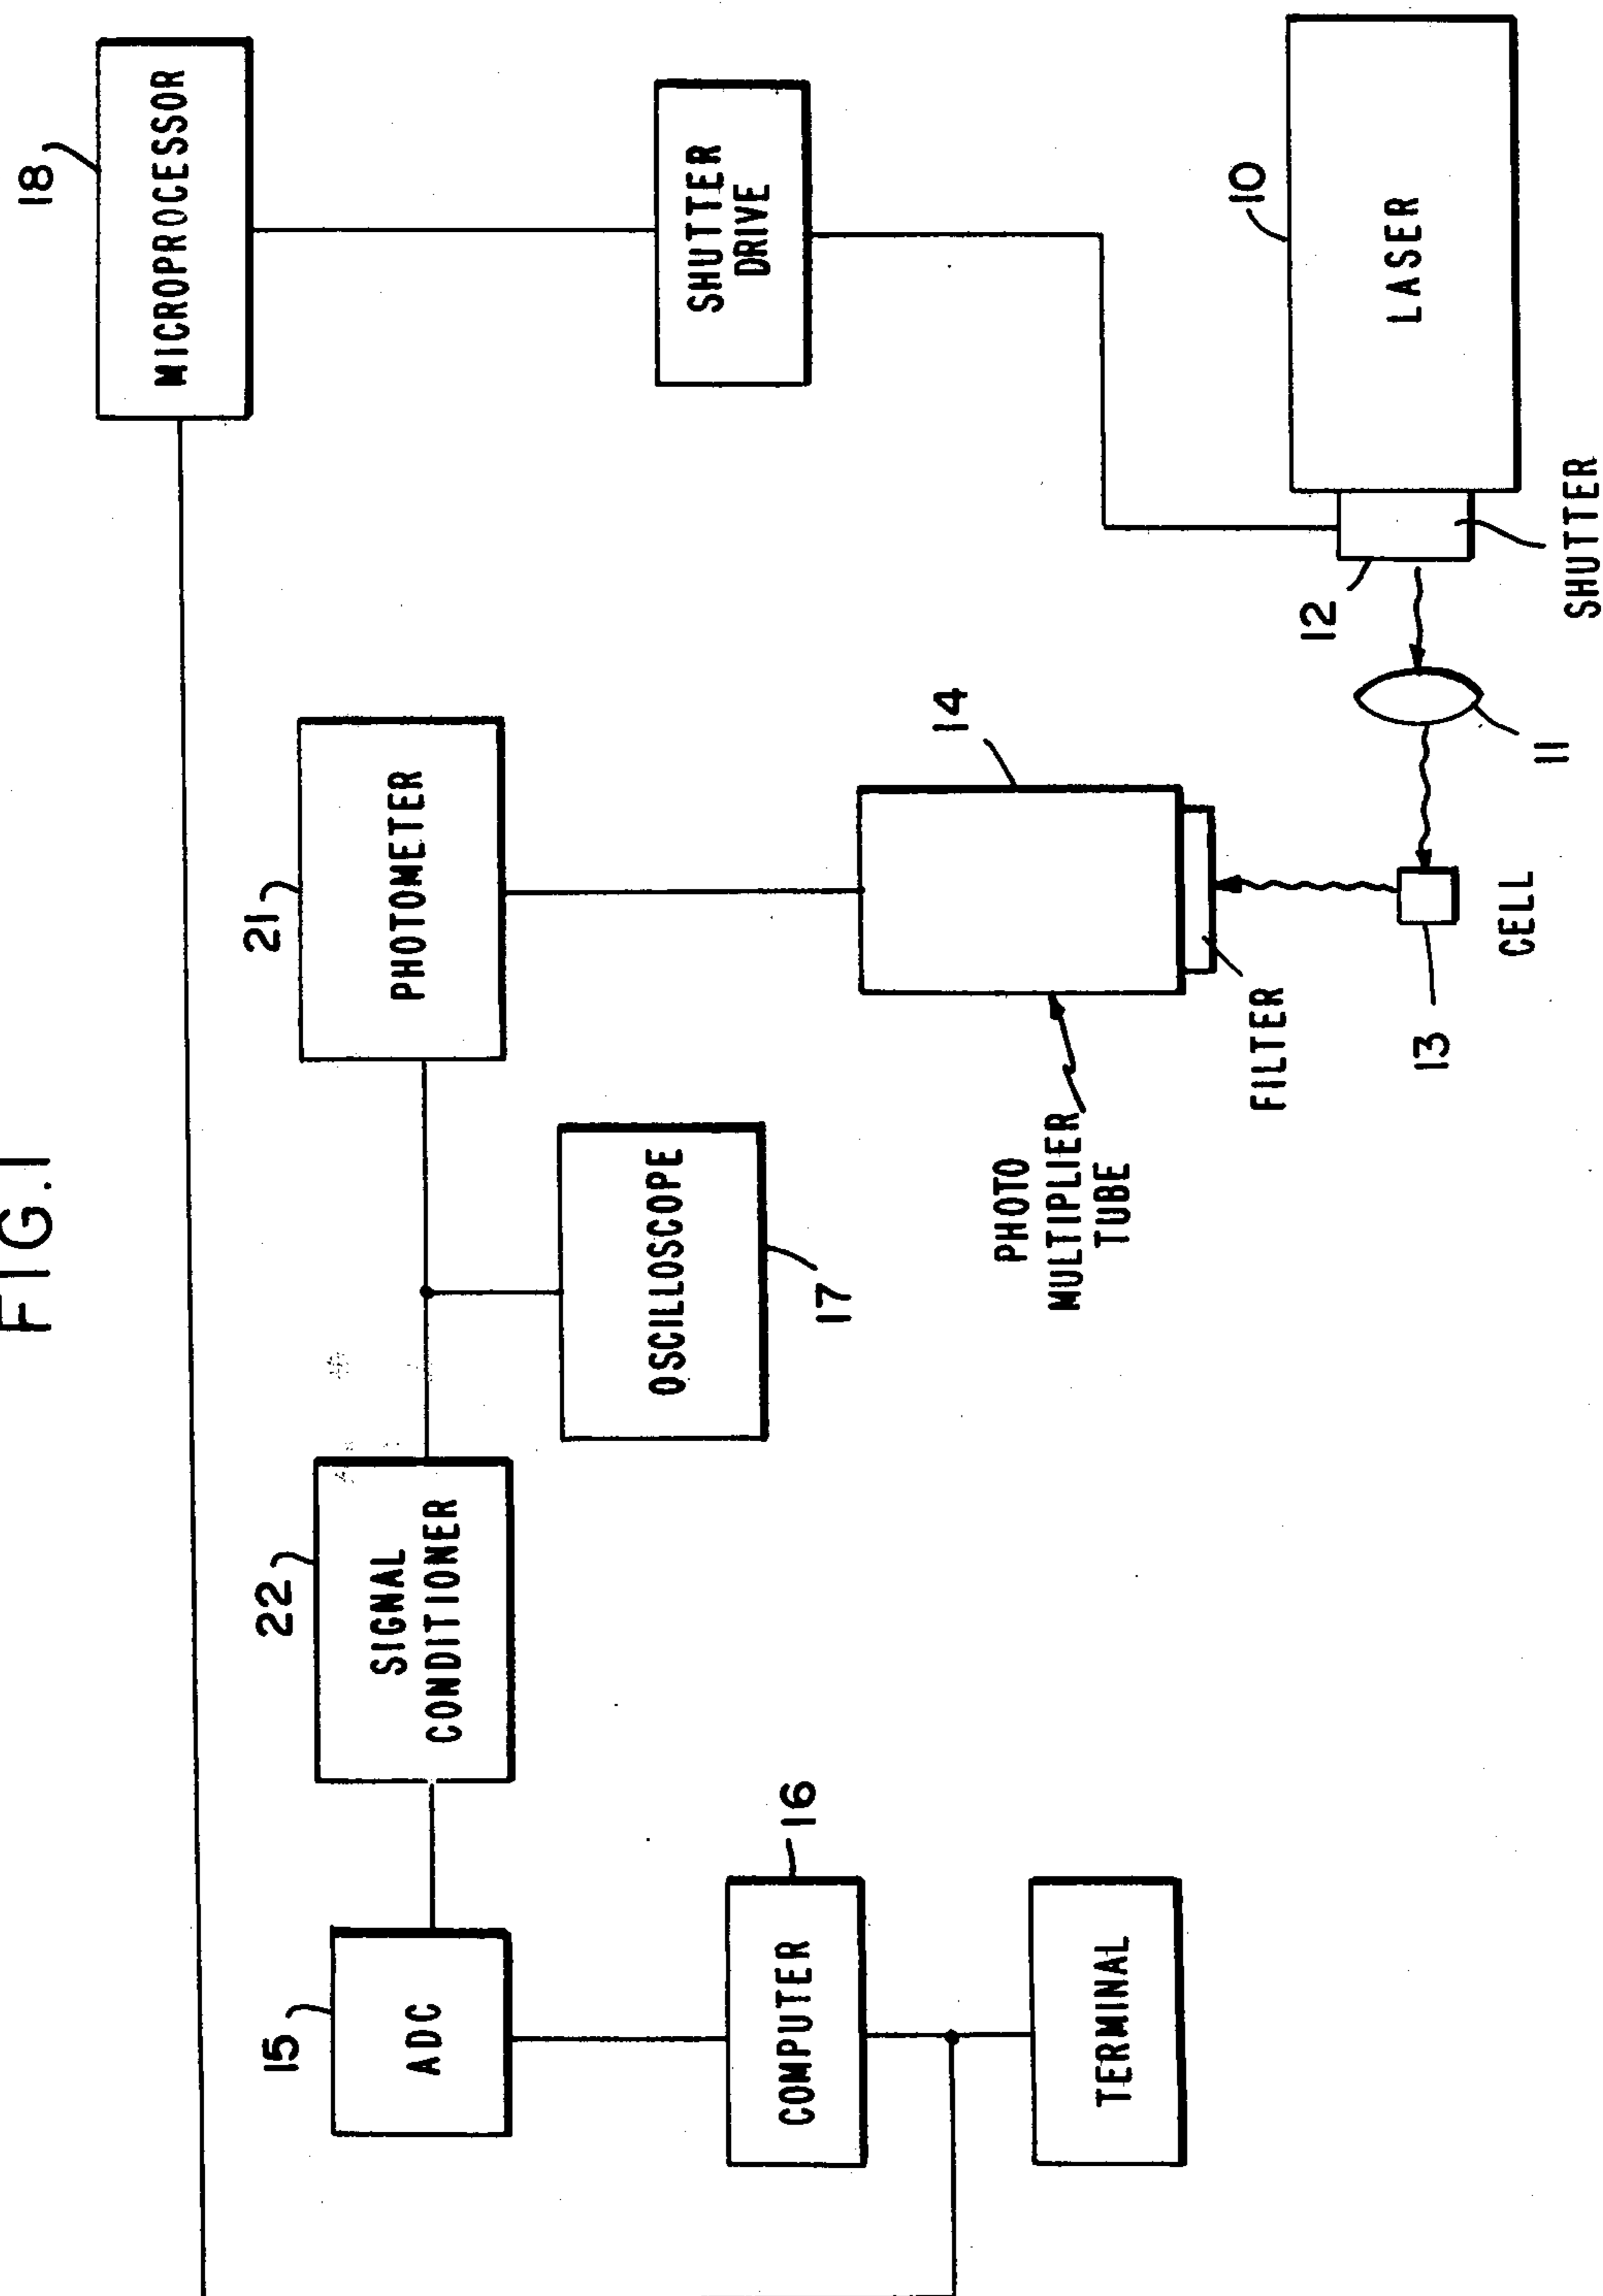 FIG.1
18
MICROPROCESSOR
SHUTTER
DRIVE
10
LASER
SHUTTER
12
11
21
PHOTOMETER
14
PHOTO
MULTIPLIER
TUBE
FILTER
CELL
13
OSCILLOSCOPE
17
22
SIGNAL
CONDITIONER
15
ADC
16
COMPUTER
TERMINAL